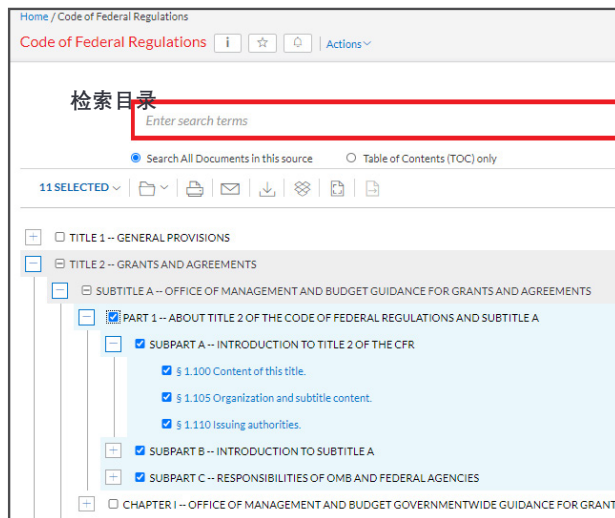 Home / Code of Federal Regulations
Code of Federal Regulations i Actions
检索目录
Enter search terms
Search All Documents in this source Table of Contents (TOC) only
11 SELECTED
TITLE 1 -- GENERAL PROVISIONS
TITLE 2 -- GRANTS AND AGREEMENTS
SUBTITLE A -- OFFICE OF MANAGEMENT AND BUDGET GUIDANCE FOR GRANTS AND AGREEMENTS
PART 1 -- ABOUT TITLE 2 OF THE CODE OF FEDERAL REGULATIONS AND SUBTITLE A
SUBPART A -- INTRODUCTION TO TITLE 2 OF THE CFR
§ 1.100 Content of this title.
§ 1.105 Organization and subtitle content.
§ 1.110 Issuing authorities.
SUBPART B -- INTRODUCTION TO SUBTITLE A
SUBPART C -- RESPONSIBILITIES OF OMB AND FEDERAL AGENCIES
CHAPTER I -- OFFICE OF MANAGEMENT AND BUDGET GOVERNMENTWIDE GUIDANCE FOR GRANT